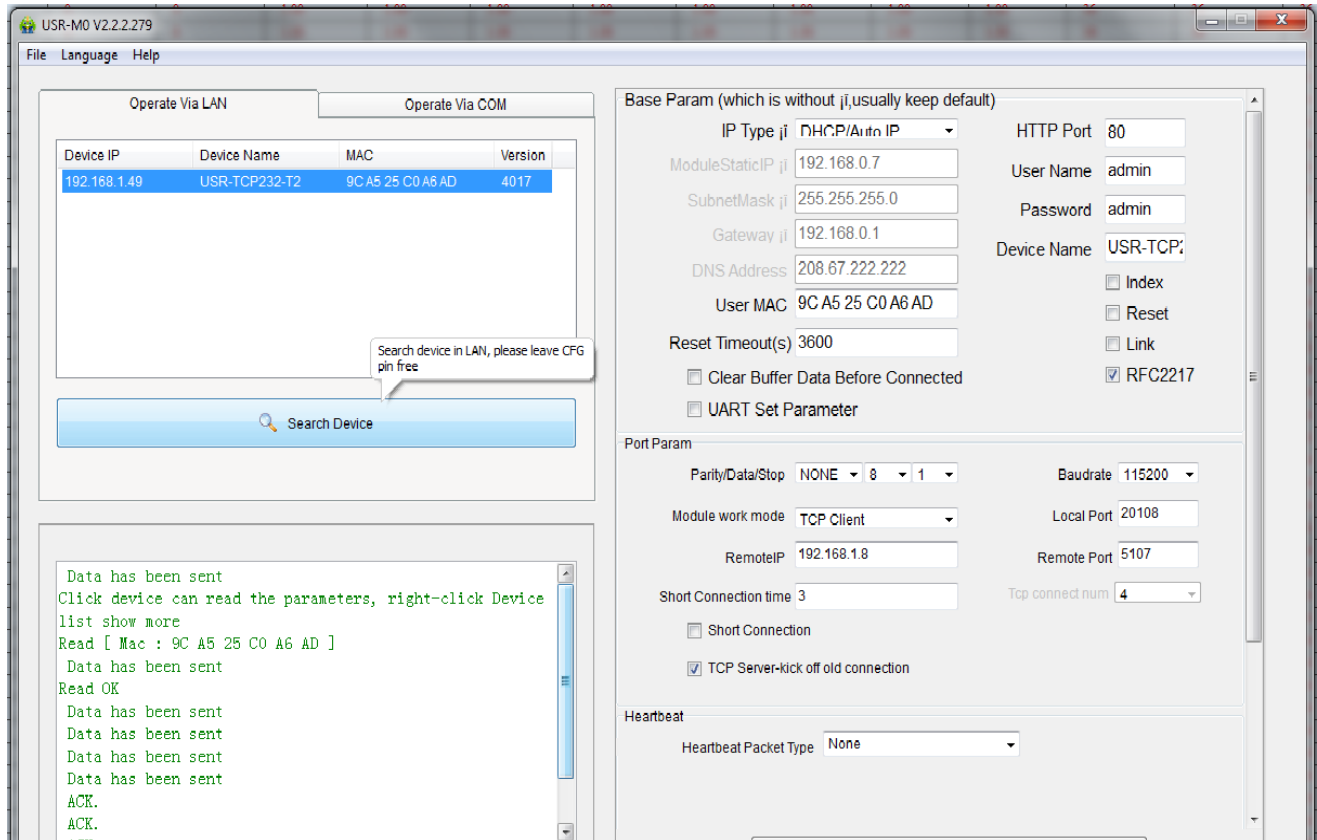 USR-M0 V2.2.2.279
File Language Help
Operate Via LAN
Operate Via COM
Device IP Device Name MAC Version
192.168.1.49 USR-TCP232-T2 9C A5 25 C0 A6 AD 4017
Search device in LAN, please leave CFG
pin free
Search Device
Data has been sent
Click device can read the parameters, right-click Device
list show more
Read [ Mac : 9C A5 25 C0 A6 AD ]
Data has been sent
Read OK
Data has been sent
Data has been sent
Data has been sent
Data has been sent
ACK.
ACK.
Base Param (which is without ¡ï,usually keep default)
IP Type ¡ï DHCP/Auto IP
HTTP Port 80
ModuleStaticIP ¡ï 192.168.0.7
User Name admin
SubnetMask ¡ï 255.255.255.0
Password admin
Gateway ¡ï 192.168.0.1
Device Name USR-TCP2
DNS Address 208.67.222.222
Index
User MAC 9C A5 25 C0 A6 AD
Reset
Reset Timeout(s) 3600
Link
Clear Buffer Data Before Connected
RFC2217
UART Set Parameter
Port Param
Parity/Data/Stop NONE 8 1
Baudrate 115200
Module work mode TCP Client
Local Port 20108
RemoteIP 192.168.1.8
Remote Port 5107
Short Connection time 3
Tcp connect num 4
Short Connection
TCP Server-kick off old connection
Heartbeat
Heartbeat Packet Type None